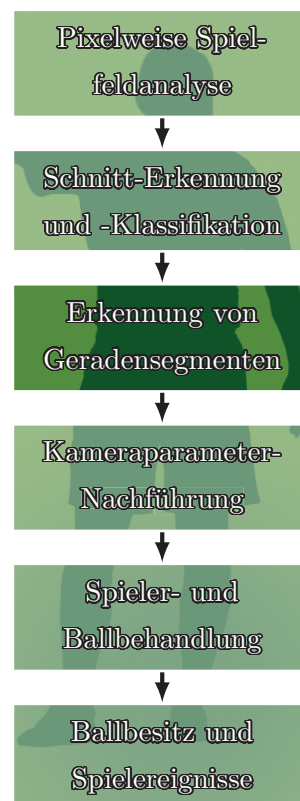 Pixelweise Spiel-
feldanalyse
Schnitt-Erkennung
und -Klassifikation
Erkennung von
Geradensegmenten
Kameraparameter-
Nachführung
Spieler- und
Ballbehandlung
Ballbesitz und
Spielereignisse